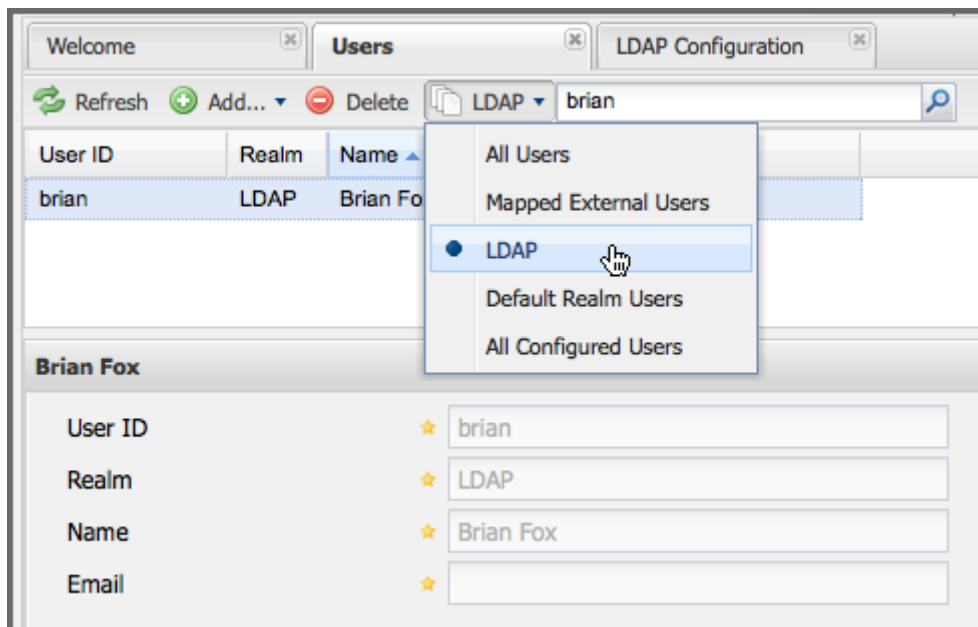 Welcome Users LDAP Configuration
Refresh Add... Delete LDAP brian
User ID Realm Name All Users
brian LDAP Brian Fo Mapped External Users
LDAP
Default Realm Users
All Configured Users
Brian Fox
User ID brian
Realm LDAP
Name Brian Fox
Email